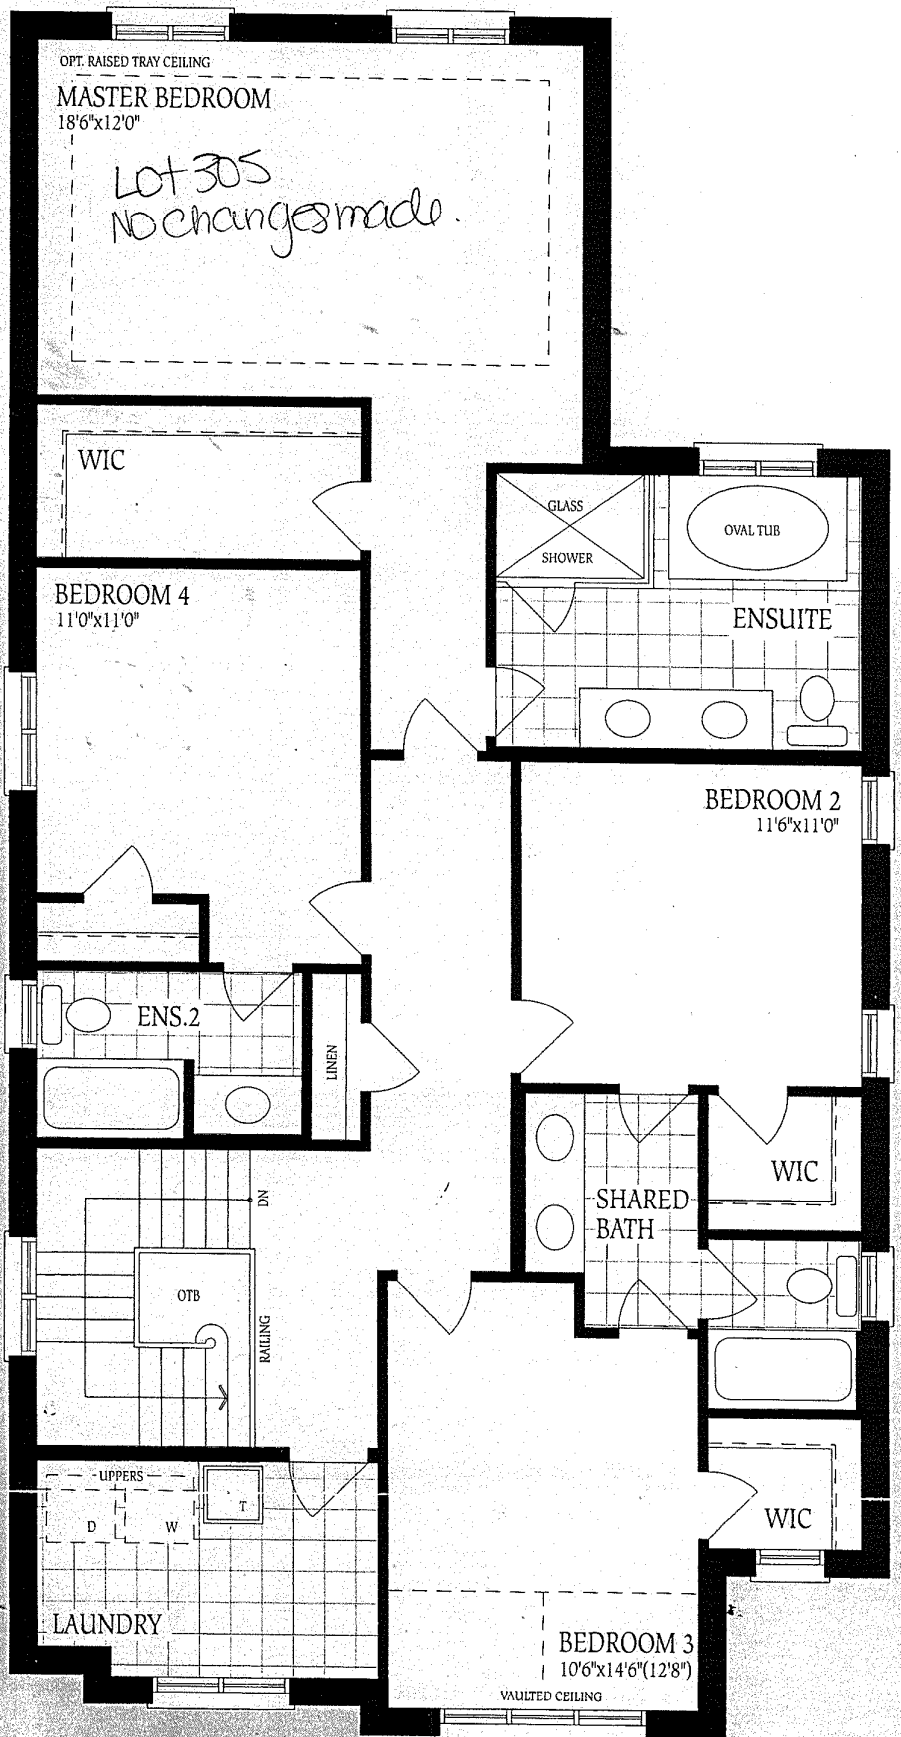 OPT. RAISED TRAY CEILING
MASTER BEDROOM
18'6"x12'0"
Lot 305
No changes made.
WIC
GLASS
SHOWER
OVAL TUB
ENSUITE
BEDROOM 4
11'0"x11'0"
BEDROOM 2
11'6"x11'0"
ENS.2
LINEN
WIC
SHARED
BATH
DN
OTB
RAILING
UPPERS
D
W
T
LAUNDRY
WIC
BEDROOM 3
10'6"x14'6"(12'8")
VAULTED CEILING